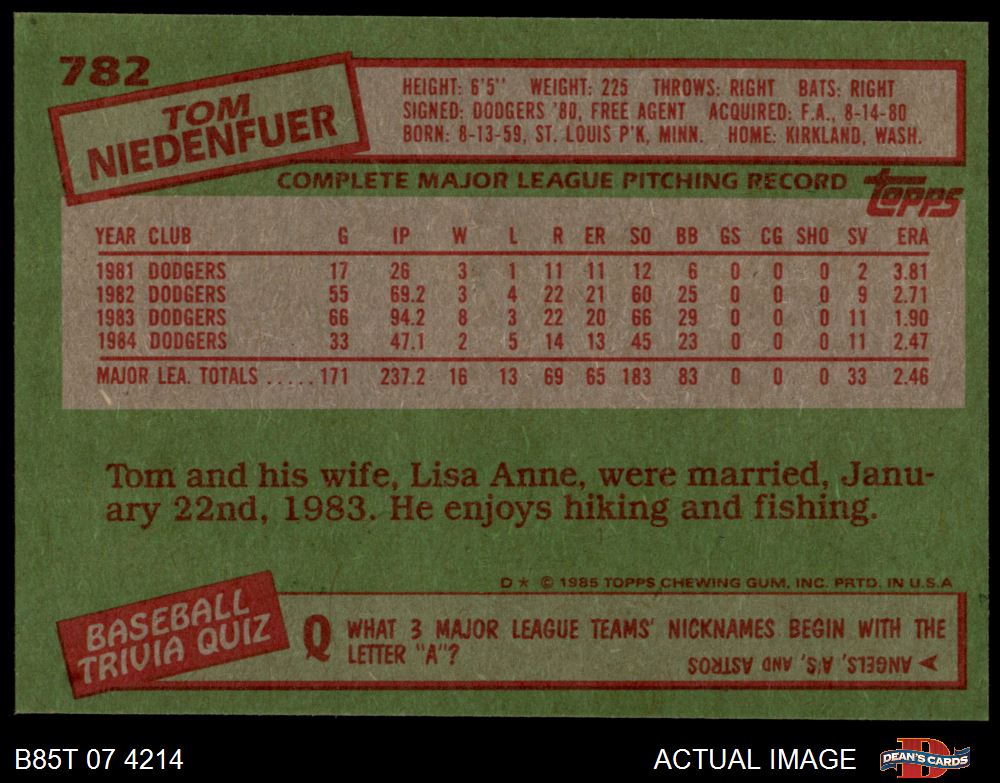 782
TOM
NIEDENFUER
HEIGHT: 6'5" WEIGHT: 225 THROWS: RIGHT BATS: RIGHT
SIGNED: DODGERS '80, FREE AGENT ACQUIRED: F.A., 8-14-80
BORN: 8-13-59, ST. LOUIS P'K, MINN. HOME: KIRKLAND, WASH.
COMPLETE MAJOR LEAGUE PITCHING RECORD
topps
YEAR CLUB G IP W L R ER SO BB GS CG SHO SV ERA
1981 DODGERS 17 26 3 1 11 11 12 6 0 0 0 2 3.81
1982 DODGERS 55 69.2 3 4 22 21 60 25 0 0 0 9 2.71
1983 DODGERS 66 94.2 8 3 22 20 66 29 0 0 0 11 1.90
1984 DODGERS 33 47.1 2 5 14 13 45 23 0 0 0 11 2.47
MAJOR LEA. TOTALS .....171 237.2 16 13 69 65 183 83 0 0 0 33 2.46
Tom and his wife, Lisa Anne, were married, Janu-
ary 22nd, 1983. He enjoys hiking and fishing.
D* © 1985 TOPPS CHEWING GUM, INC. PRTD. IN U.S.A
BASEBALL
TRIVIA QUIZ
Q WHAT 3 MAJOR LEAGUE TEAMS' NICKNAMES BEGIN WITH THE
LETTER "A"?
ANGELS, A'S, AND ASTROS
B85T 07 4214
ACTUAL IMAGE
D
DEAN'S CARDS